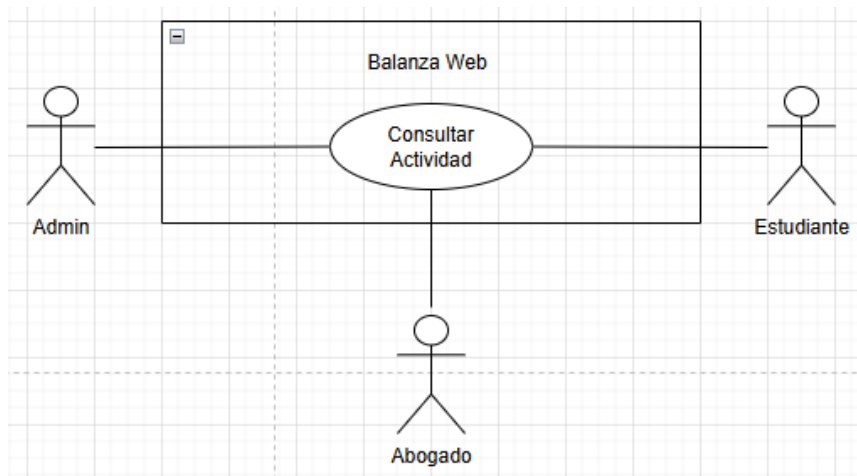 Balanza Web
Consultar
Actividad
Admin
Estudiante
Abogado